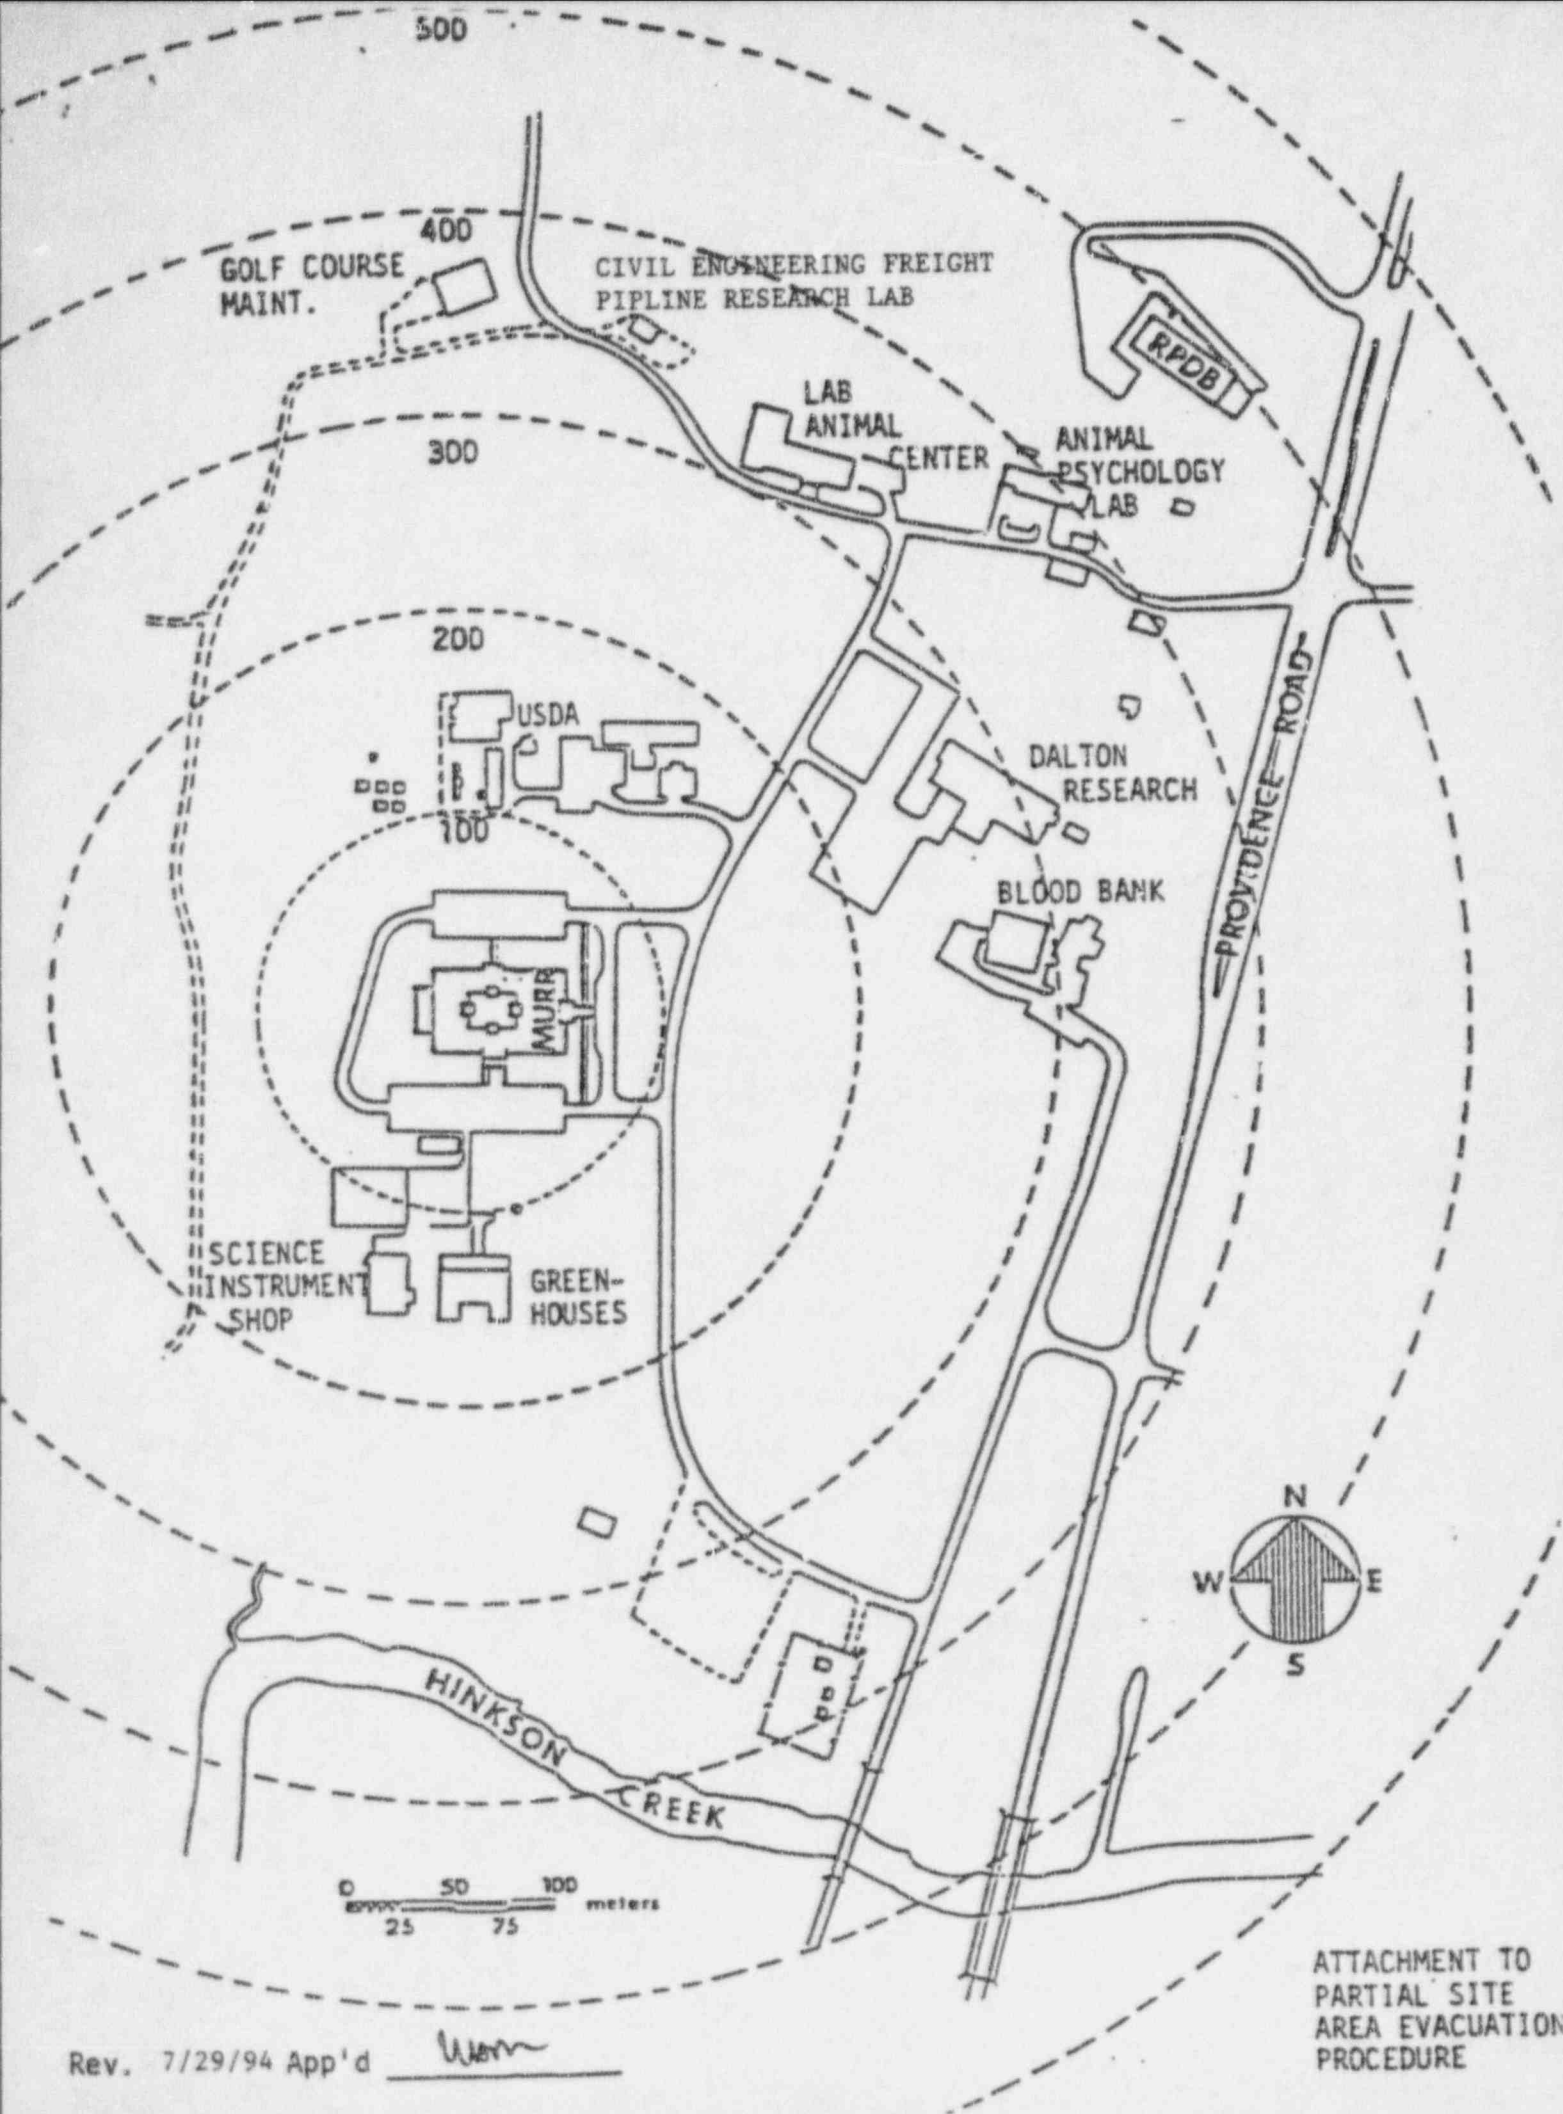 500
400
GOLF COURSE
MAINT.
CIVIL ENGINEERING FREIGHT
PIPLINE RESEARCH LAB
RPDB
LAB
ANIMAL
CENTER
ANIMAL
PSYCHOLOGY
LAB
300
200
USDA
PROVIDENCE ROAD
DALTON
RESEARCH
100
BLOOD BANK
MURR
SCIENCE
INSTRUMENT
SHOP
GREEN-
HOUSES
N
W E
S
HINKSON
CREEK
0 50 100
meters
25 75
ATTACHMENT TO
PARTIAL SITE
AREA EVACUATION
PROCEDURE
Rev. 7/29/94 App'd